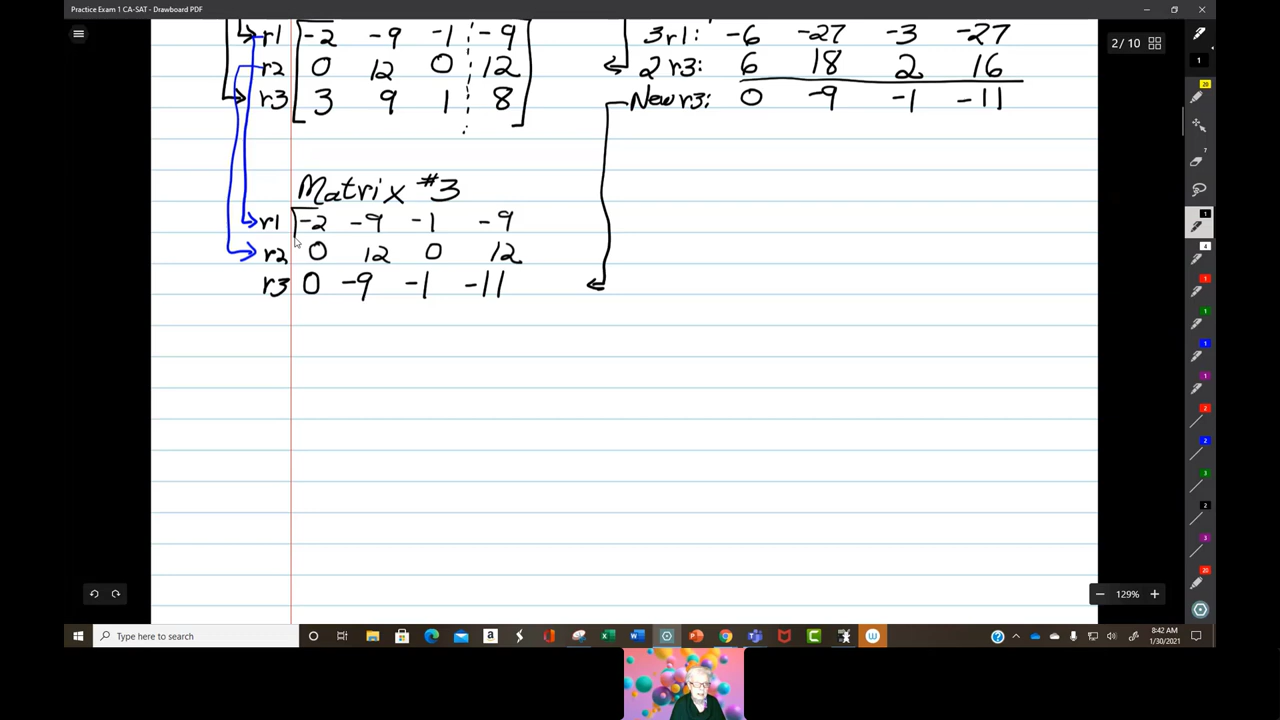 Practice Exam 1 CA-SAT - Drawboard PDF
2 / 10
r1 -2 -9 -1 -9
r2 0 12 0 12
r3 3 9 1 8
3r1: -6 -27 -3 -27
2 r3: 6 18 2 16
New r3: 0 -9 -1 -11
Matrix #3
r1 -2 -9 -1 -9
r2 0 12 0 12
r3 0 -9 -1 -11
129%
Type here to search
8:42 AM
1/30/2021